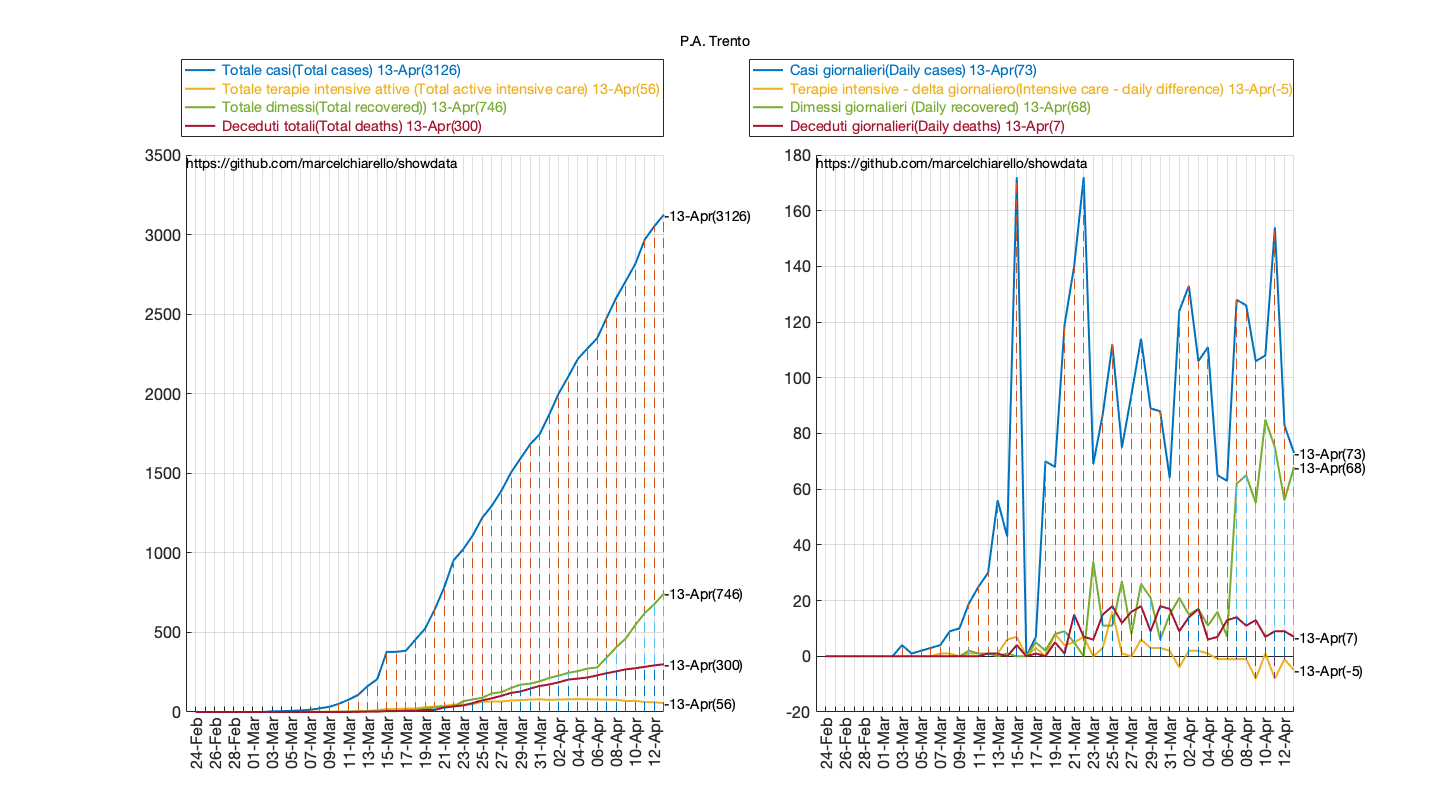 P.A. Trento
Totale casi(Total cases) 13-Apr(3126)
Totale terapie intensive attive (Total active intensive care) 13-Apr(56)
Totale dimessi(Total recovered)) 13-Apr(746)
Deceduti totali(Total deaths) 13-Apr(300)
Casi giornalieri(Daily cases) 13-Apr(73)
Terapie intensive - delta giornaliero(Intensive care - daily difference) 13-Apr(-5)
Dimessi giornalieri (Daily recovered) 13-Apr(68)
Deceduti giornalieri(Daily deaths) 13-Apr(7)
https://github.com/marcelchiarello/showdata
3500
3000
2500
2000
1500
1000
500
0
-13-Apr(3126)
-13-Apr(746)
-13-Apr(300)
-13-Apr(56)
24-Feb
26-Feb
28-Feb
01-Mar
03-Mar
05-Mar
07-Mar
09-Mar
11-Mar
13-Mar
15-Mar
17-Mar
19-Mar
21-Mar
23-Mar
25-Mar
27-Mar
29-Mar
31-Mar
02-Apr
04-Apr
06-Apr
08-Apr
10-Apr
12-Apr
https://github.com/marcelchiarello/showdata
180
160
140
120
100
80
60
40
20
0
-20
-13-Apr(73)
-13-Apr(68)
-13-Apr(7)
-13-Apr(-5)
24-Feb
26-Feb
28-Feb
01-Mar
03-Mar
05-Mar
07-Mar
09-Mar
11-Mar
13-Mar
15-Mar
17-Mar
19-Mar
21-Mar
23-Mar
25-Mar
27-Mar
29-Mar
31-Mar
02-Apr
04-Apr
06-Apr
08-Apr
10-Apr
12-Apr